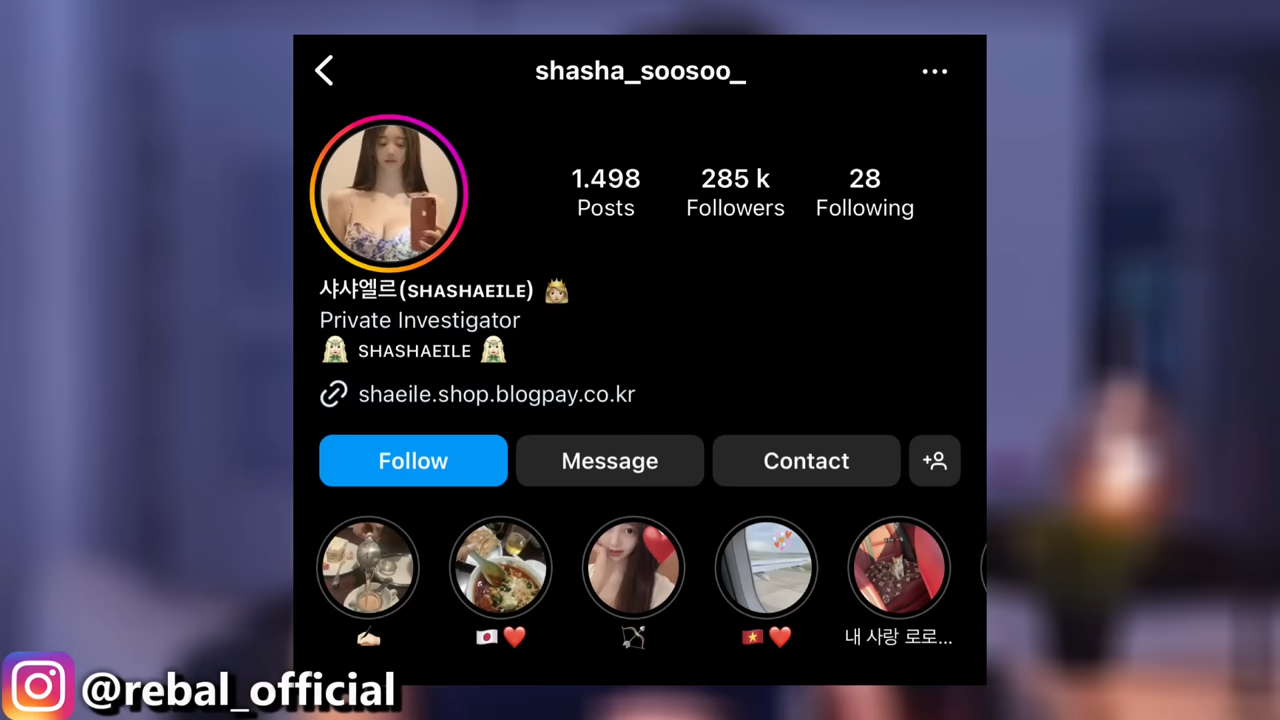 shasha_soosoo_
1.498 285 k 28
Posts Followers Following
샤샤엘르(SHASHAEILE)
Private Investigator
SHASHAEILE
shaeile.shop.blogpay.co.kr
Follow Message Contact
내 사랑 로로...
@rebal_official